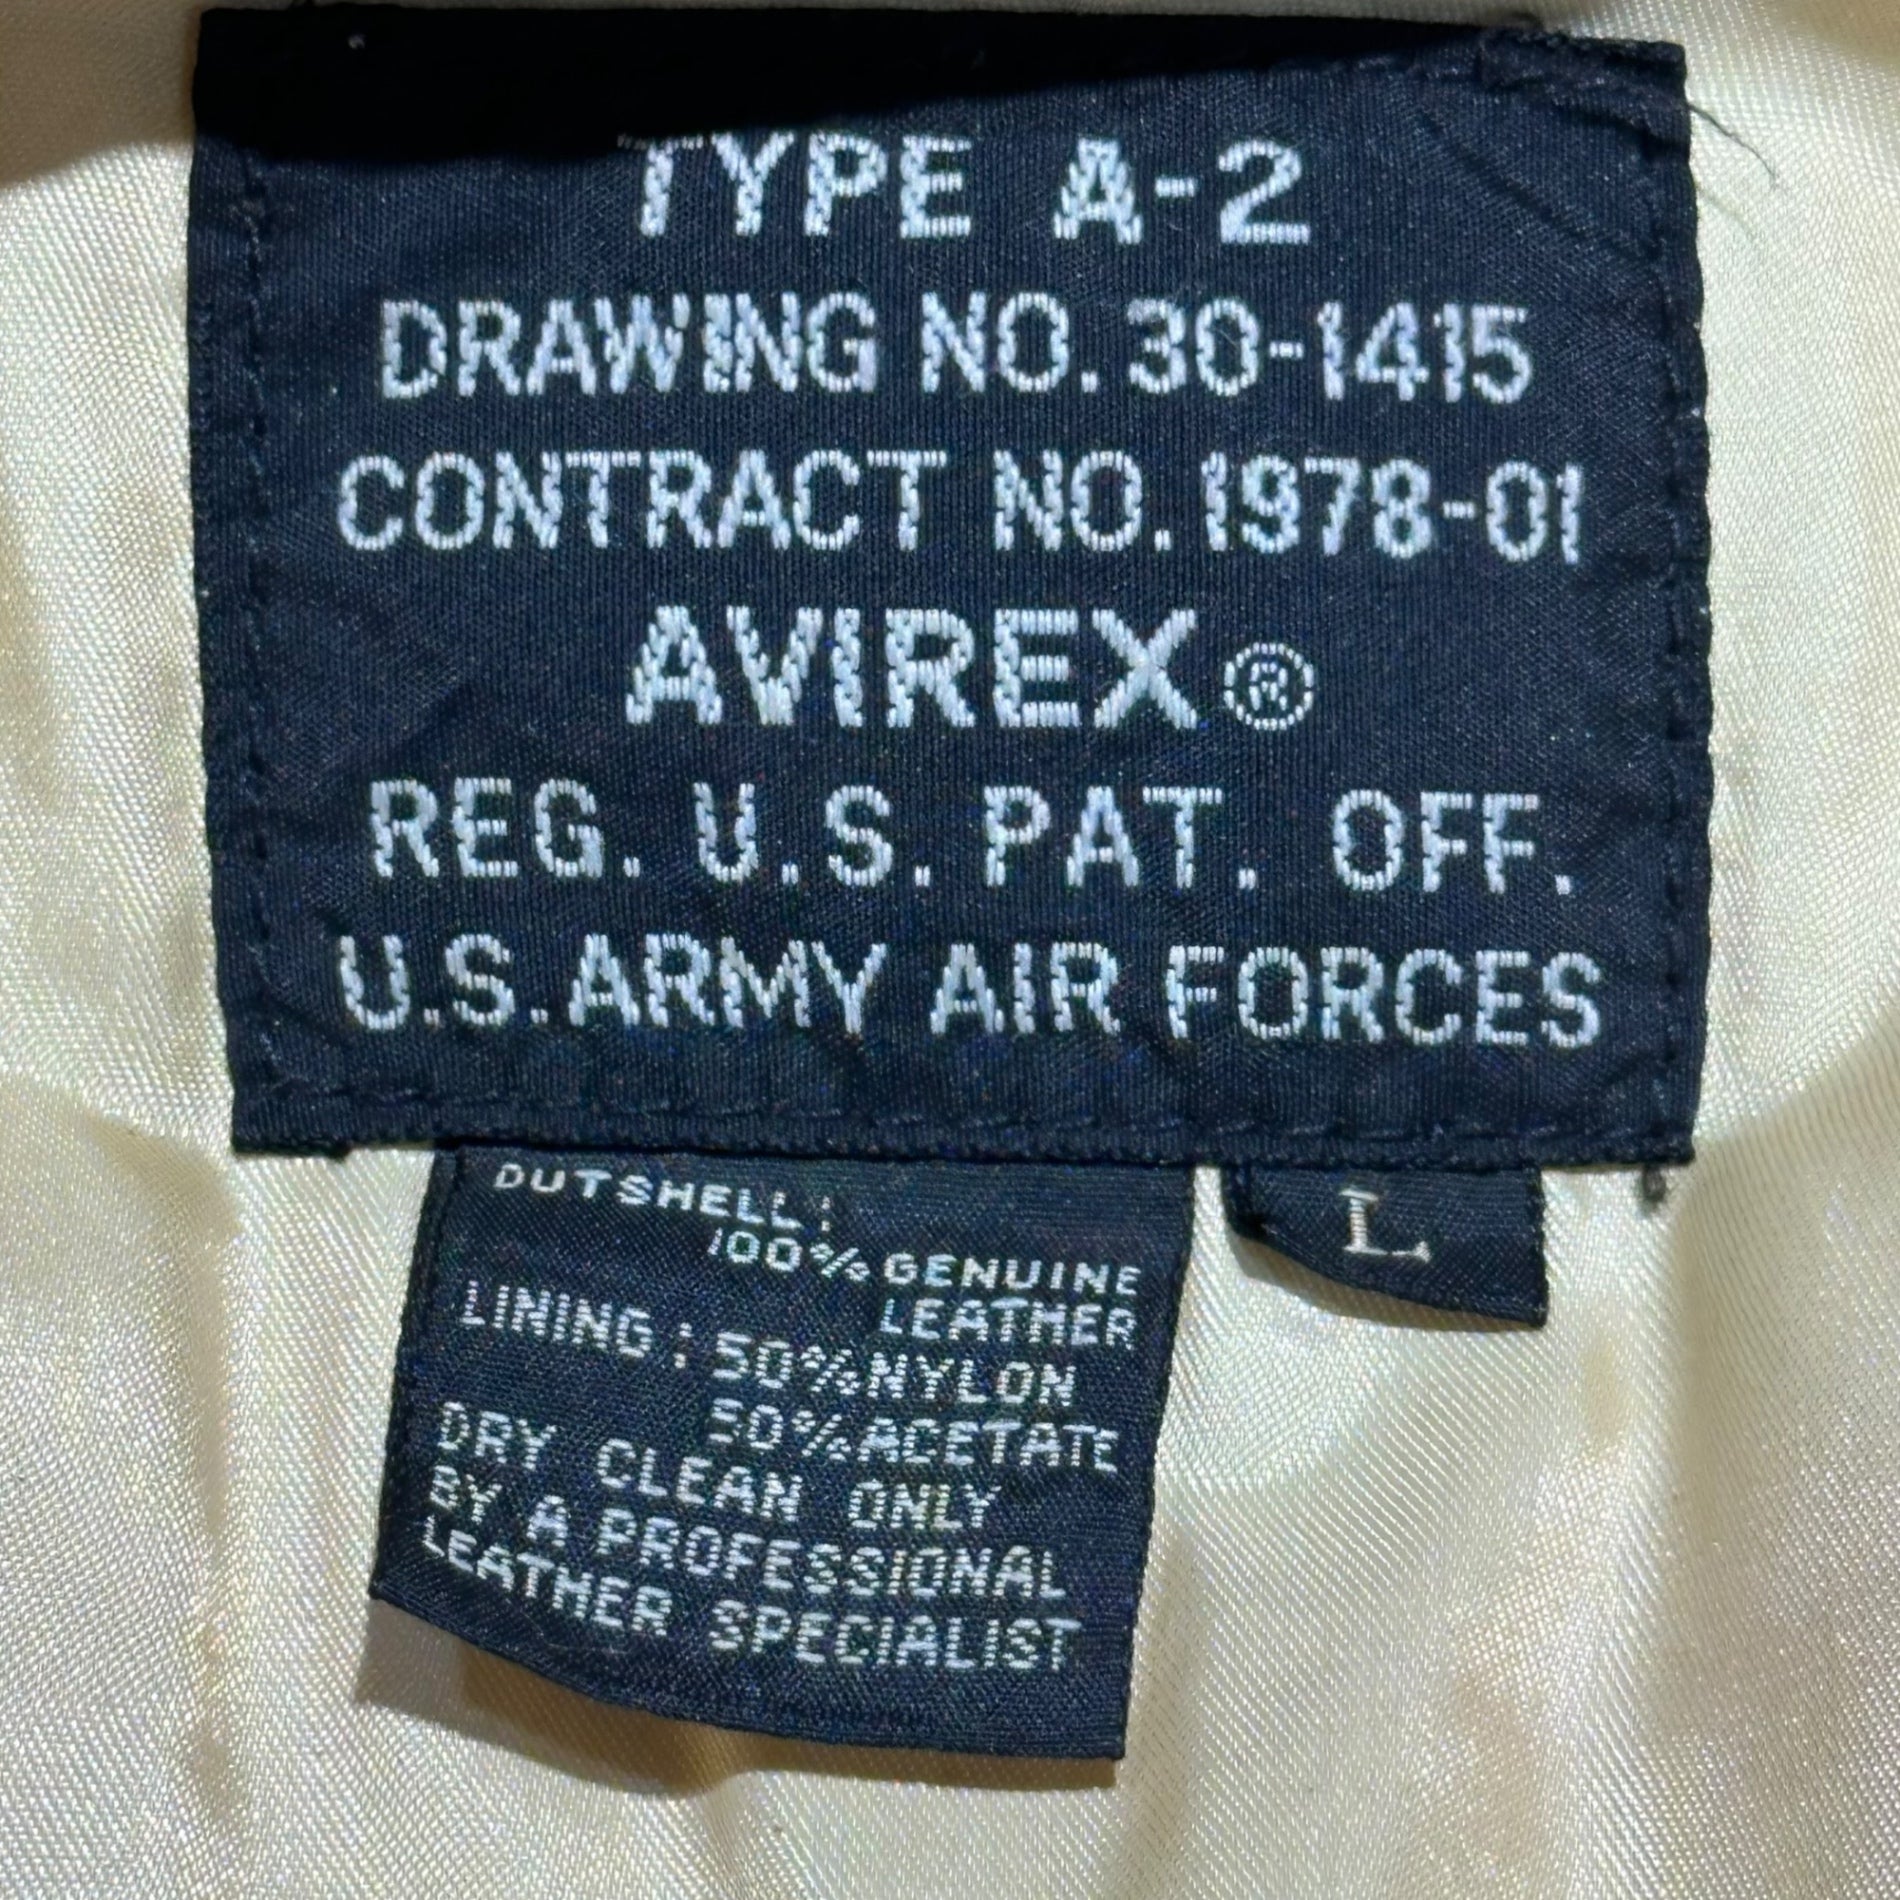 TYPE A-2
DRAWING NO. 30-1415
CONTRACT NO. 1978-01
AVIREX®
REG. U.S. PAT. OFF.
U.S. ARMY AIR FORCES
OUTSHELL:
100% GENUINE
LEATHER
LINING: 50% NYLON
50% ACETATE
DRY CLEAN ONLY
BY A PROFESSIONAL
LEATHER SPECIALIST
L